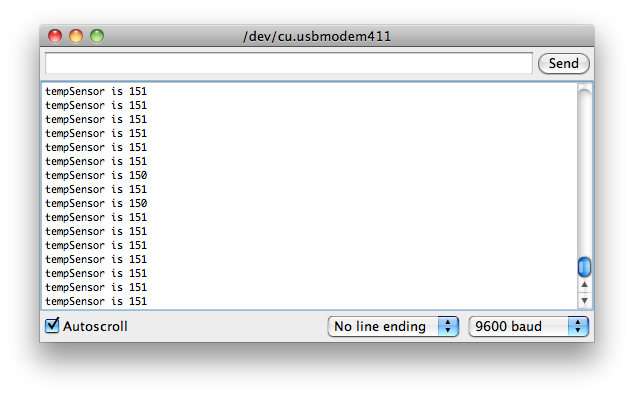 /dev/cu.usbmodem411
Send
tempSensor is 151
tempSensor is 151
tempSensor is 151
tempSensor is 151
tempSensor is 151
tempSensor is 151
tempSensor is 150
tempSensor is 151
tempSensor is 150
tempSensor is 151
tempSensor is 151
tempSensor is 151
tempSensor is 151
tempSensor is 151
tempSensor is 151
tempSensor is 151
Autoscroll
No line ending
9600 baud